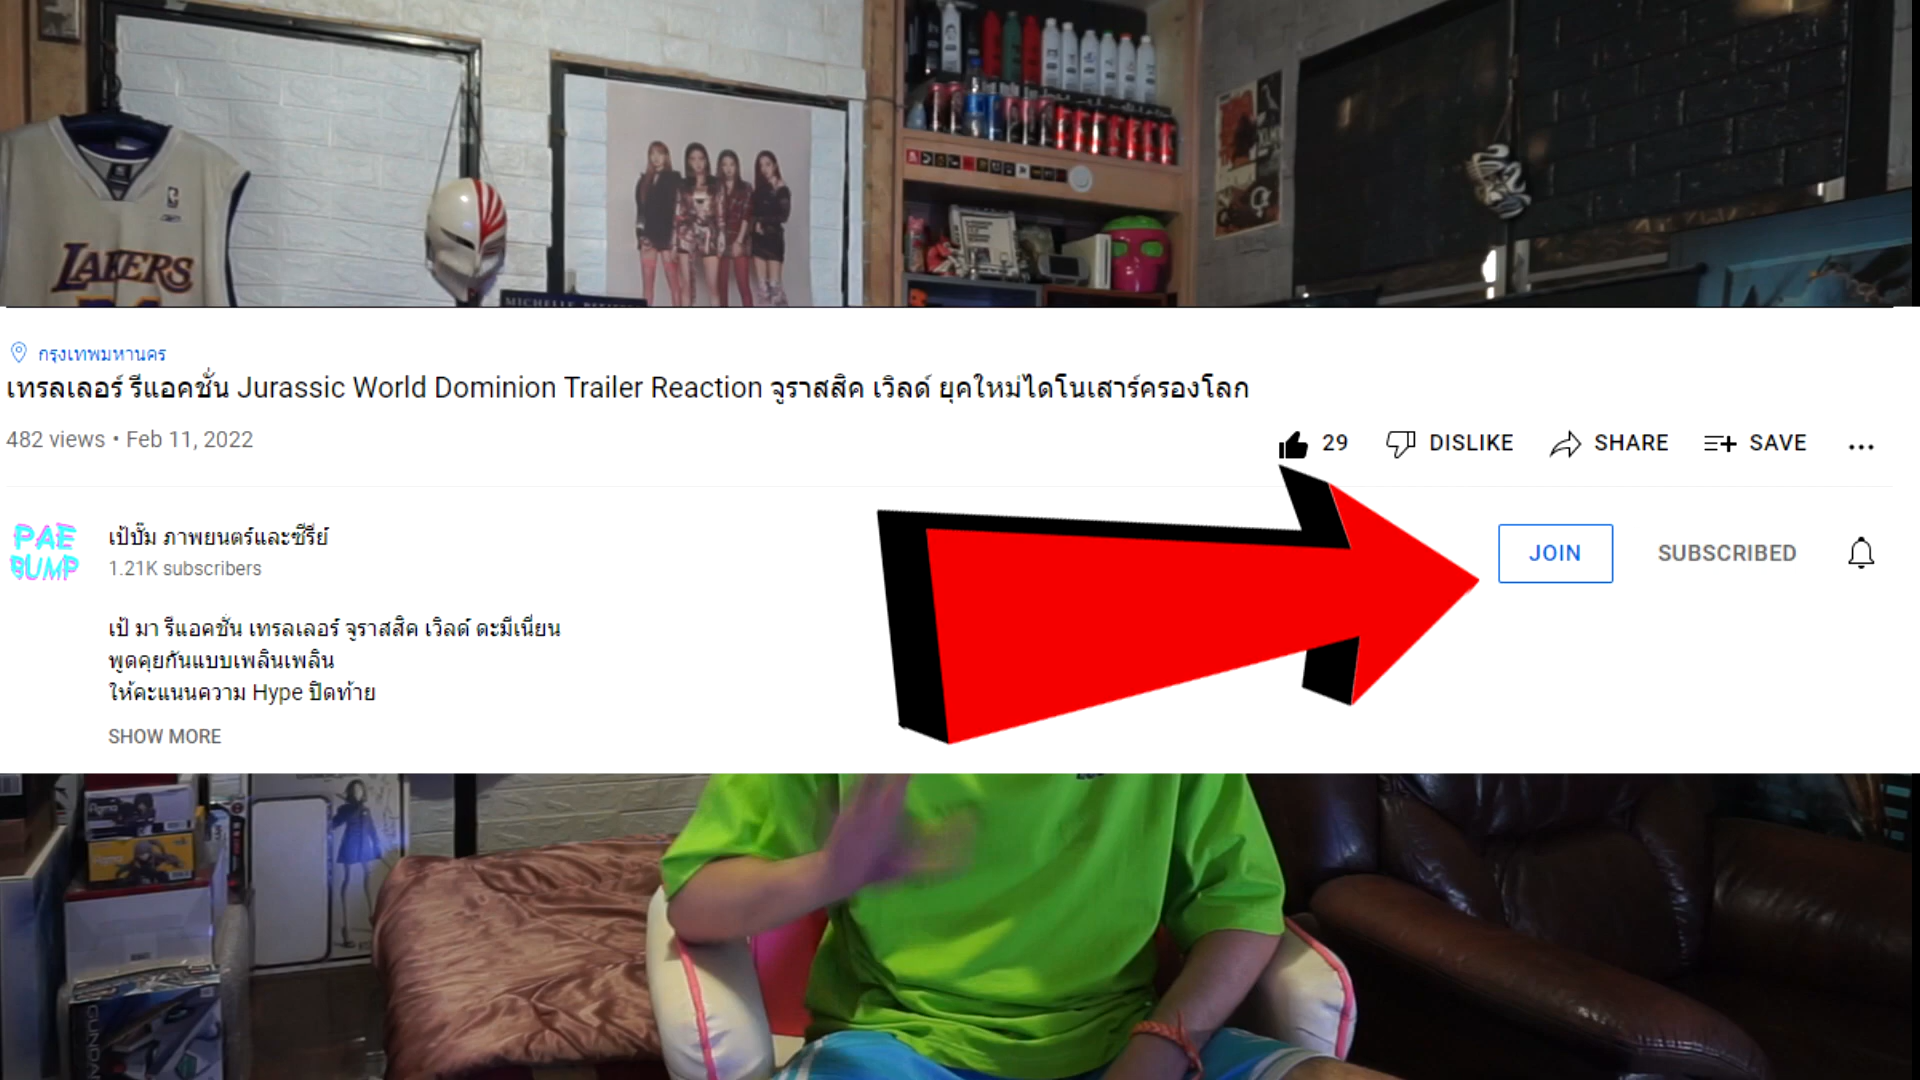 LAKERS
MICHELLE
กรุงเทพมหานคร
เทรลเลอร์ รีแอคชั่น Jurassic World Dominion Trailer Reaction จูราสสิค เวิลด์ ยุคใหม่ไดโนเสาร์ครองโลก
482 views • Feb 11, 2022
29 DISLIKE SHARE SAVE
PAE BUMP
เป้บั๊ม ภาพยนตร์และซีรีย์
1.21K subscribers
JOIN SUBSCRIBED
เป้ มา รีแอคชั่น เทรลเลอร์ จูราสสิค เวิลด์ ดะมีเนี่ยน
พูดคุยกันแบบเพลินเพลิน
ให้คะแนนความ Hype ปิดท้าย
SHOW MORE
figma
figma